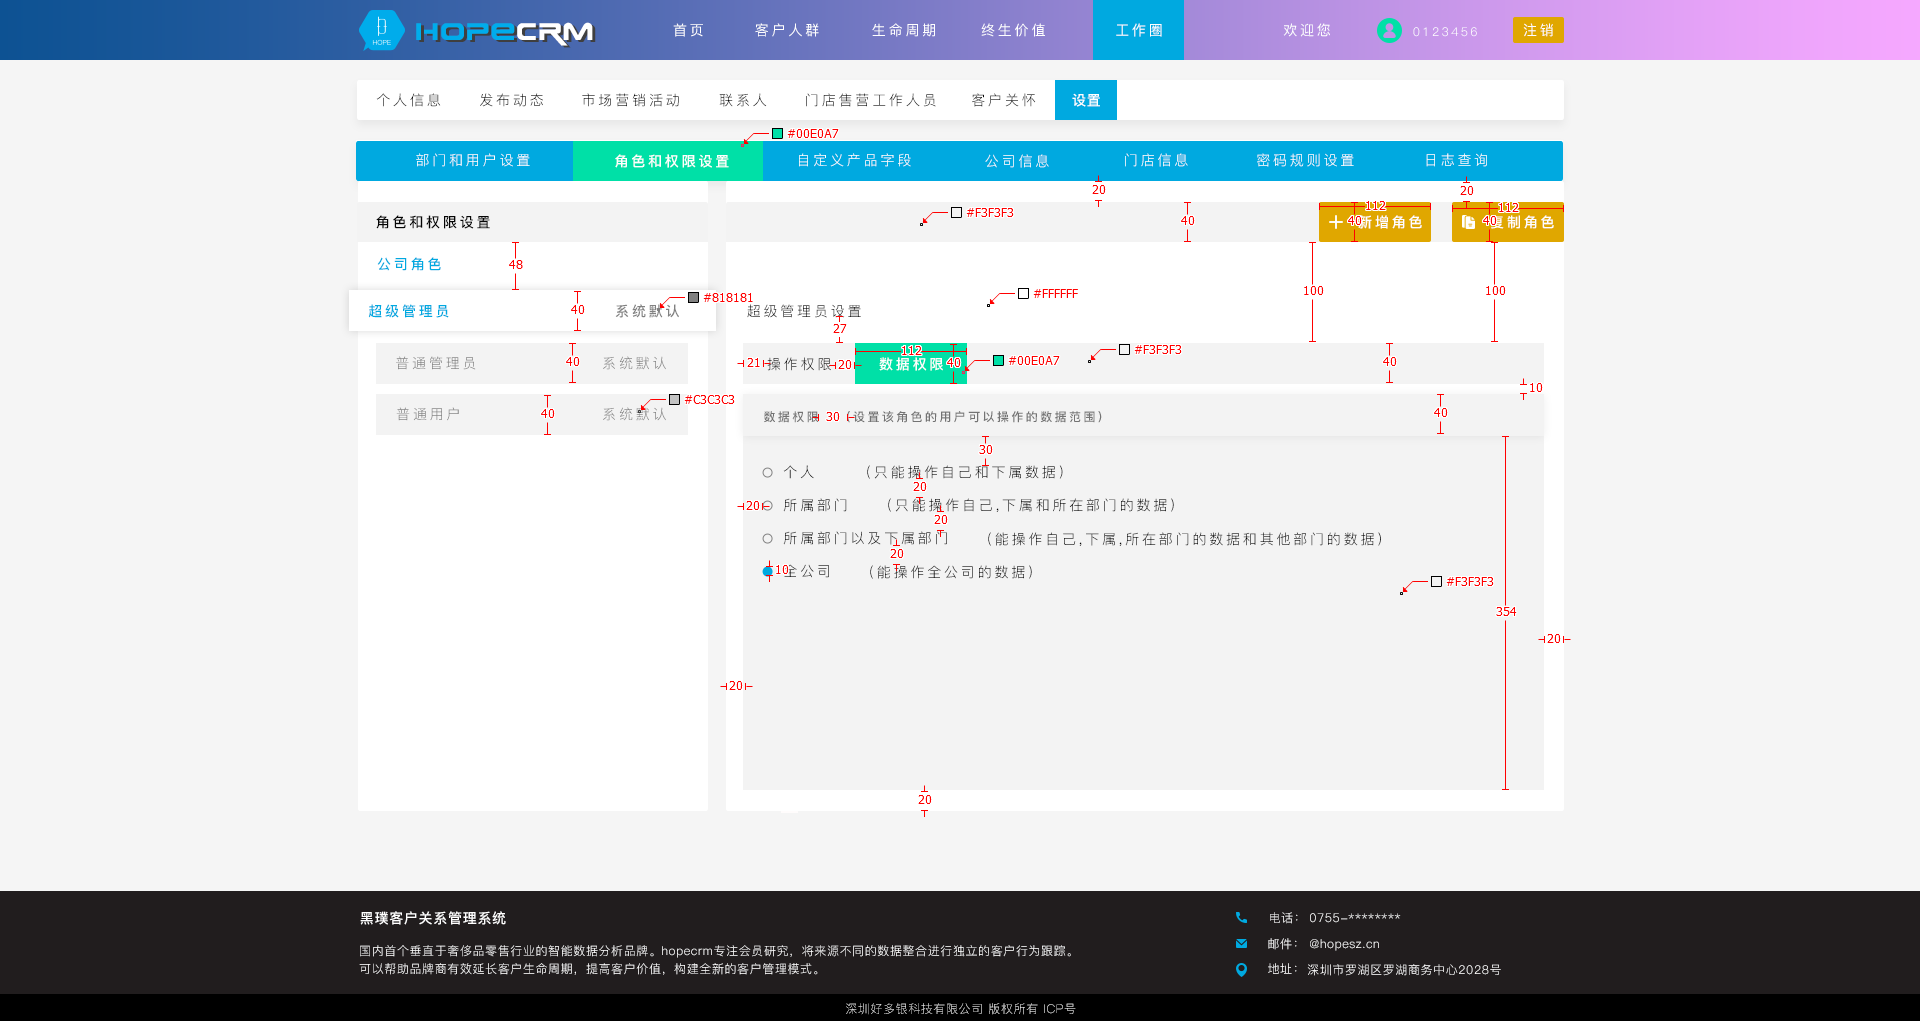 HOPE HOPECRM 首页 客户人群 生命周期 终生价值 工作圈 欢迎您 0123456 注销
个人信息 发布动态 市场营销活动 联系人 门店售营工作人员 客户关怀 设置
#00E0A7
部门和用户设置 角色和权限设置 自定义产品字段 公司信息 门店信息 密码规则设置 日志查询
20 20
角色和权限设置 #F3F3F3 40 112 40 新增角色 112 40 复制角色
公司角色 48
100 100
超级管理员 40 系统默认 #818181 超级管理员设置 #FFFFFF
27
普通管理员 40 系统默认 21 操作权限 20 112 数据权限 40 #00E0A7 #F3F3F3 40
10
普通用户 40 系统默认 #C3C3C3 数据权限 30 (设置该角色的用户可以操作的数据范围) 40
30
个人 (只能操作自己和下属数据)
20
20 所属部门 (只能操作自己,下属和所在部门的数据)
20
所属部门以及下属部门 (能操作自己,下属,所在部门的数据和其他部门的数据)
20
10 全公司 (能操作全公司的数据)
#F3F3F3
354
20
20
20
黑璞客户关系管理系统
国内首个垂直于奢侈品零售行业的智能数据分析品牌。hopecrm专注会员研究，将来源不同的数据整合进行独立的客户行为跟踪。
可以帮助品牌商有效延长客户生命周期，提高客户价值，构建全新的客户管理模式。
电话： 0755-********
邮件： @hopesz.cn
地址： 深圳市罗湖区罗湖商务中心2028号
深圳好多银科技有限公司 版权所有 ICP号